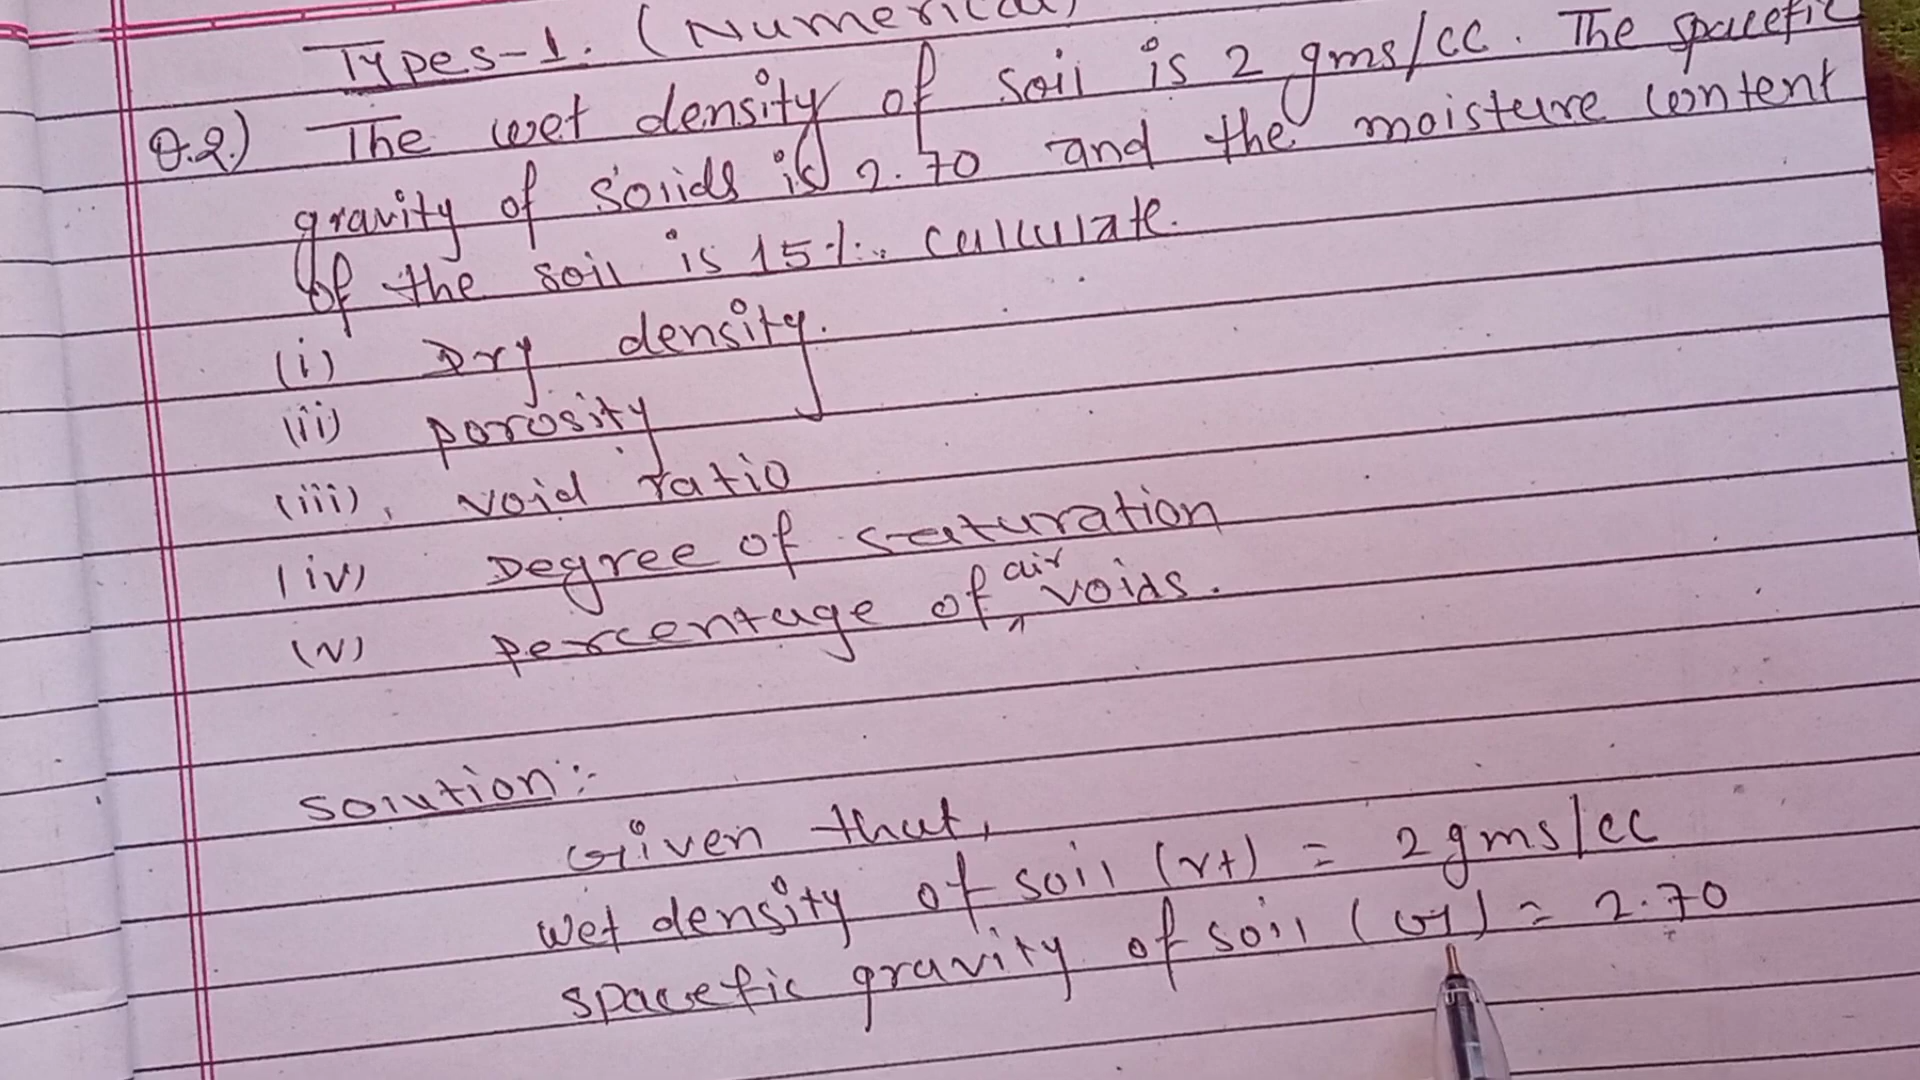 Types-1. (Numerical)
Q.2.) The wet density of soil is 2 gms/cc. The spacefic
gravity of solids is 2.70 and the moisture content
of the soil is 15%. calculate.
(i) Dry density.
(ii) porosity
(iii), void ratio
(iv) Degree of saturation
(v) percentage of air voids.
Solution:-
Given that,
wet density of soil (γt) = 2 gms/cc
spacefic gravity of soil (G) = 2.70